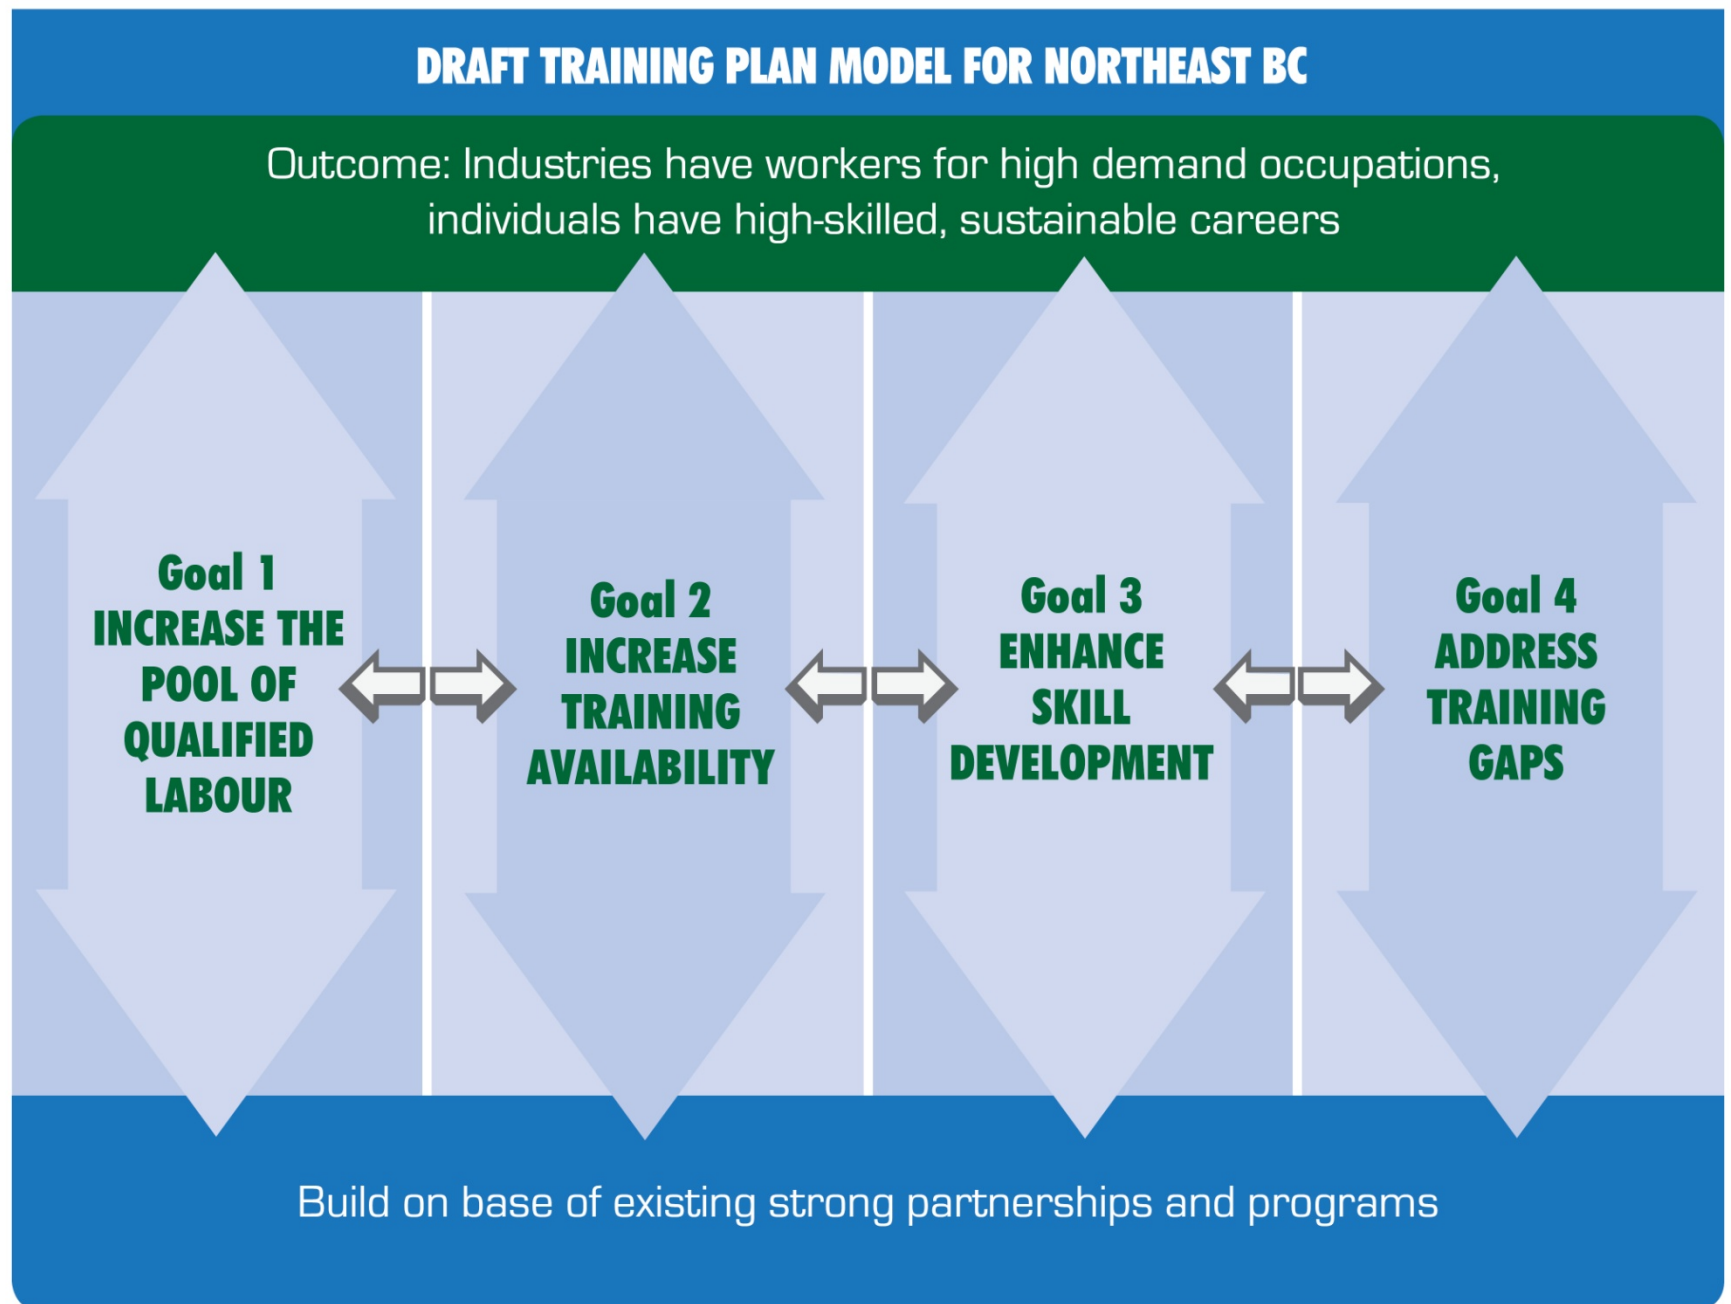 DRAFT TRAINING PLAN MODEL FOR NORTHEAST BC
Outcome: Industries have workers for high demand occupations,
individuals have high-skilled, sustainable careers
Goal 1
INCREASE THE
POOL OF
QUALIFIED
LABOUR
Goal 2
INCREASE
TRAINING
AVAILABILITY
Goal 3
ENHANCE
SKILL
DEVELOPMENT
Goal 4
ADDRESS
TRAINING
GAPS
Build on base of existing strong partnerships and programs